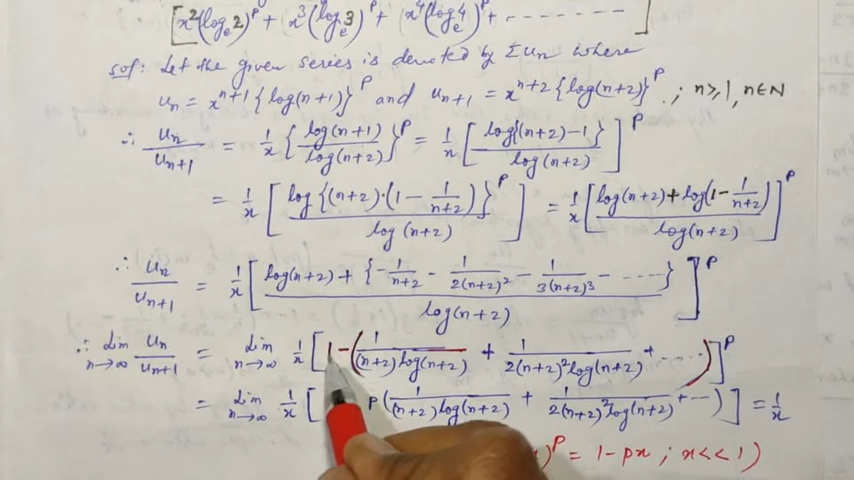 [x²(logₑ2)ᵖ + x³(logₑ3)ᵖ + x⁴(logₑ4)ᵖ + - - - - - - - - ]
sol: Let the given series is denoted by Σuₙ where
uₙ = xⁿ⁺¹{log(n+1)}ᵖ and uₙ₊₁ = xⁿ⁺²{log(n+2)}ᵖ. ; n≥1, n∈N
∴ uₙ/uₙ₊₁ = 1/x {log(n+1)/log(n+2)}ᵖ = 1/x [log{(n+2)-1}/log(n+2)]ᵖ
= 1/x [log{(n+2)·(1 - 1/(n+2))}/log(n+2)]ᵖ = 1/x [(log(n+2) + log(1 - 1/(n+2)))/log(n+2)]ᵖ
∴ uₙ/uₙ₊₁ = 1/x [(log(n+2) + {-1/(n+2) - 1/2(n+2)² - 1/3(n+2)³ - - - - -})/log(n+2)]ᵖ
∴ lim n→∞ uₙ/uₙ₊₁ = lim n→∞ 1/x [1 - (1/(n+2)log(n+2) + 1/2(n+2)²log(n+2) + - - - -)]ᵖ
= lim n→∞ 1/x [ p(1/(n+2)log(n+2) + 1/2(n+2)²log(n+2) + - - -)] = 1/x
)ᵖ = 1-px ; x<<1)